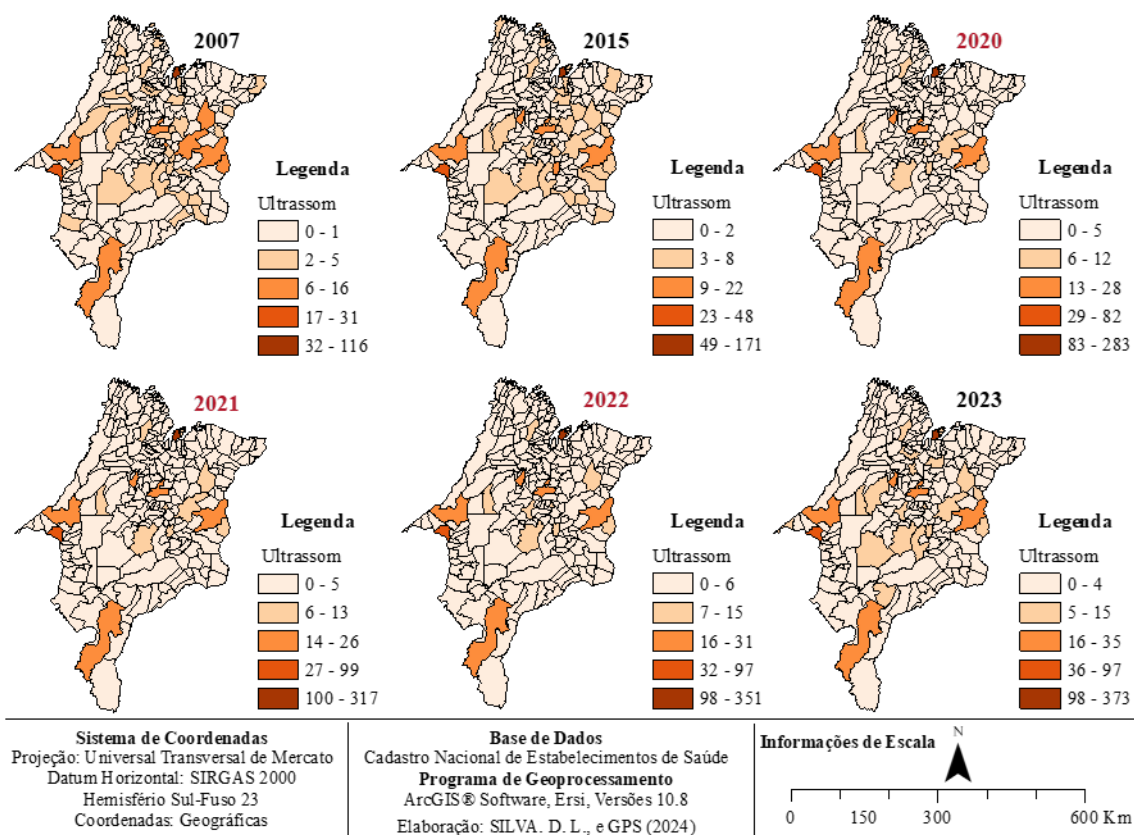 2007
Legenda
Ultrassom
0 - 1
2 - 5
6 - 16
17 - 31
32 - 116
2015
Legenda
Ultrassom
0 - 2
3 - 8
9 - 22
23 - 48
49 - 171
2020
Legenda
Ultrassom
0 - 5
6 - 12
13 - 28
29 - 82
83 - 283
2021
Legenda
Ultrassom
0 - 5
6 - 13
14 - 26
27 - 99
100 - 317
2022
Legenda
Ultrassom
0 - 6
7 - 15
16 - 31
32 - 97
98 - 351
2023
Legenda
Ultrassom
0 - 4
5 - 15
16 - 35
36 - 97
98 - 373
Sistema de Coordenadas
Projeção: Universal Transversal de Mercato
Datum Horizontal: SIRGAS 2000
Hemisfério Sul-Fuso 23
Coordenadas: Geográficas
Base de Dados
Cadastro Nacional de Estabelecimentos de Saúde
Programa de Geoprocessamento
ArcGIS® Software, Ersi, Versões 10.8
Elaboração: SILVA. D. L., e GPS (2024)
Informações de Escala
N
0 150 300 600 Km